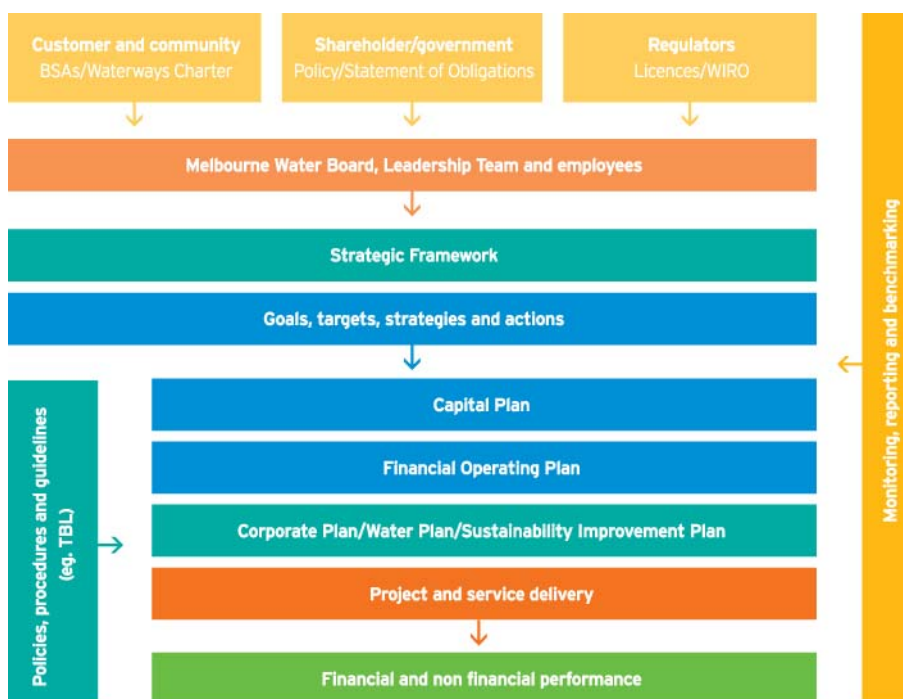 Customer and community
BSAs/Waterways Charter
Shareholder/government
Policy/Statement of Obligations
Regulators
Licences/WIRO
Melbourne Water Board, Leadership Team and employees
Strategic Framework
Goals, targets, strategies and actions
Capital Plan
Financial Operating Plan
Corporate Plan/Water Plan/Sustainability Improvement Plan
Project and service delivery
Financial and non financial performance
Policies, procedures and guidelines
(eg. TBL)
Monitoring, reporting and benchmarking